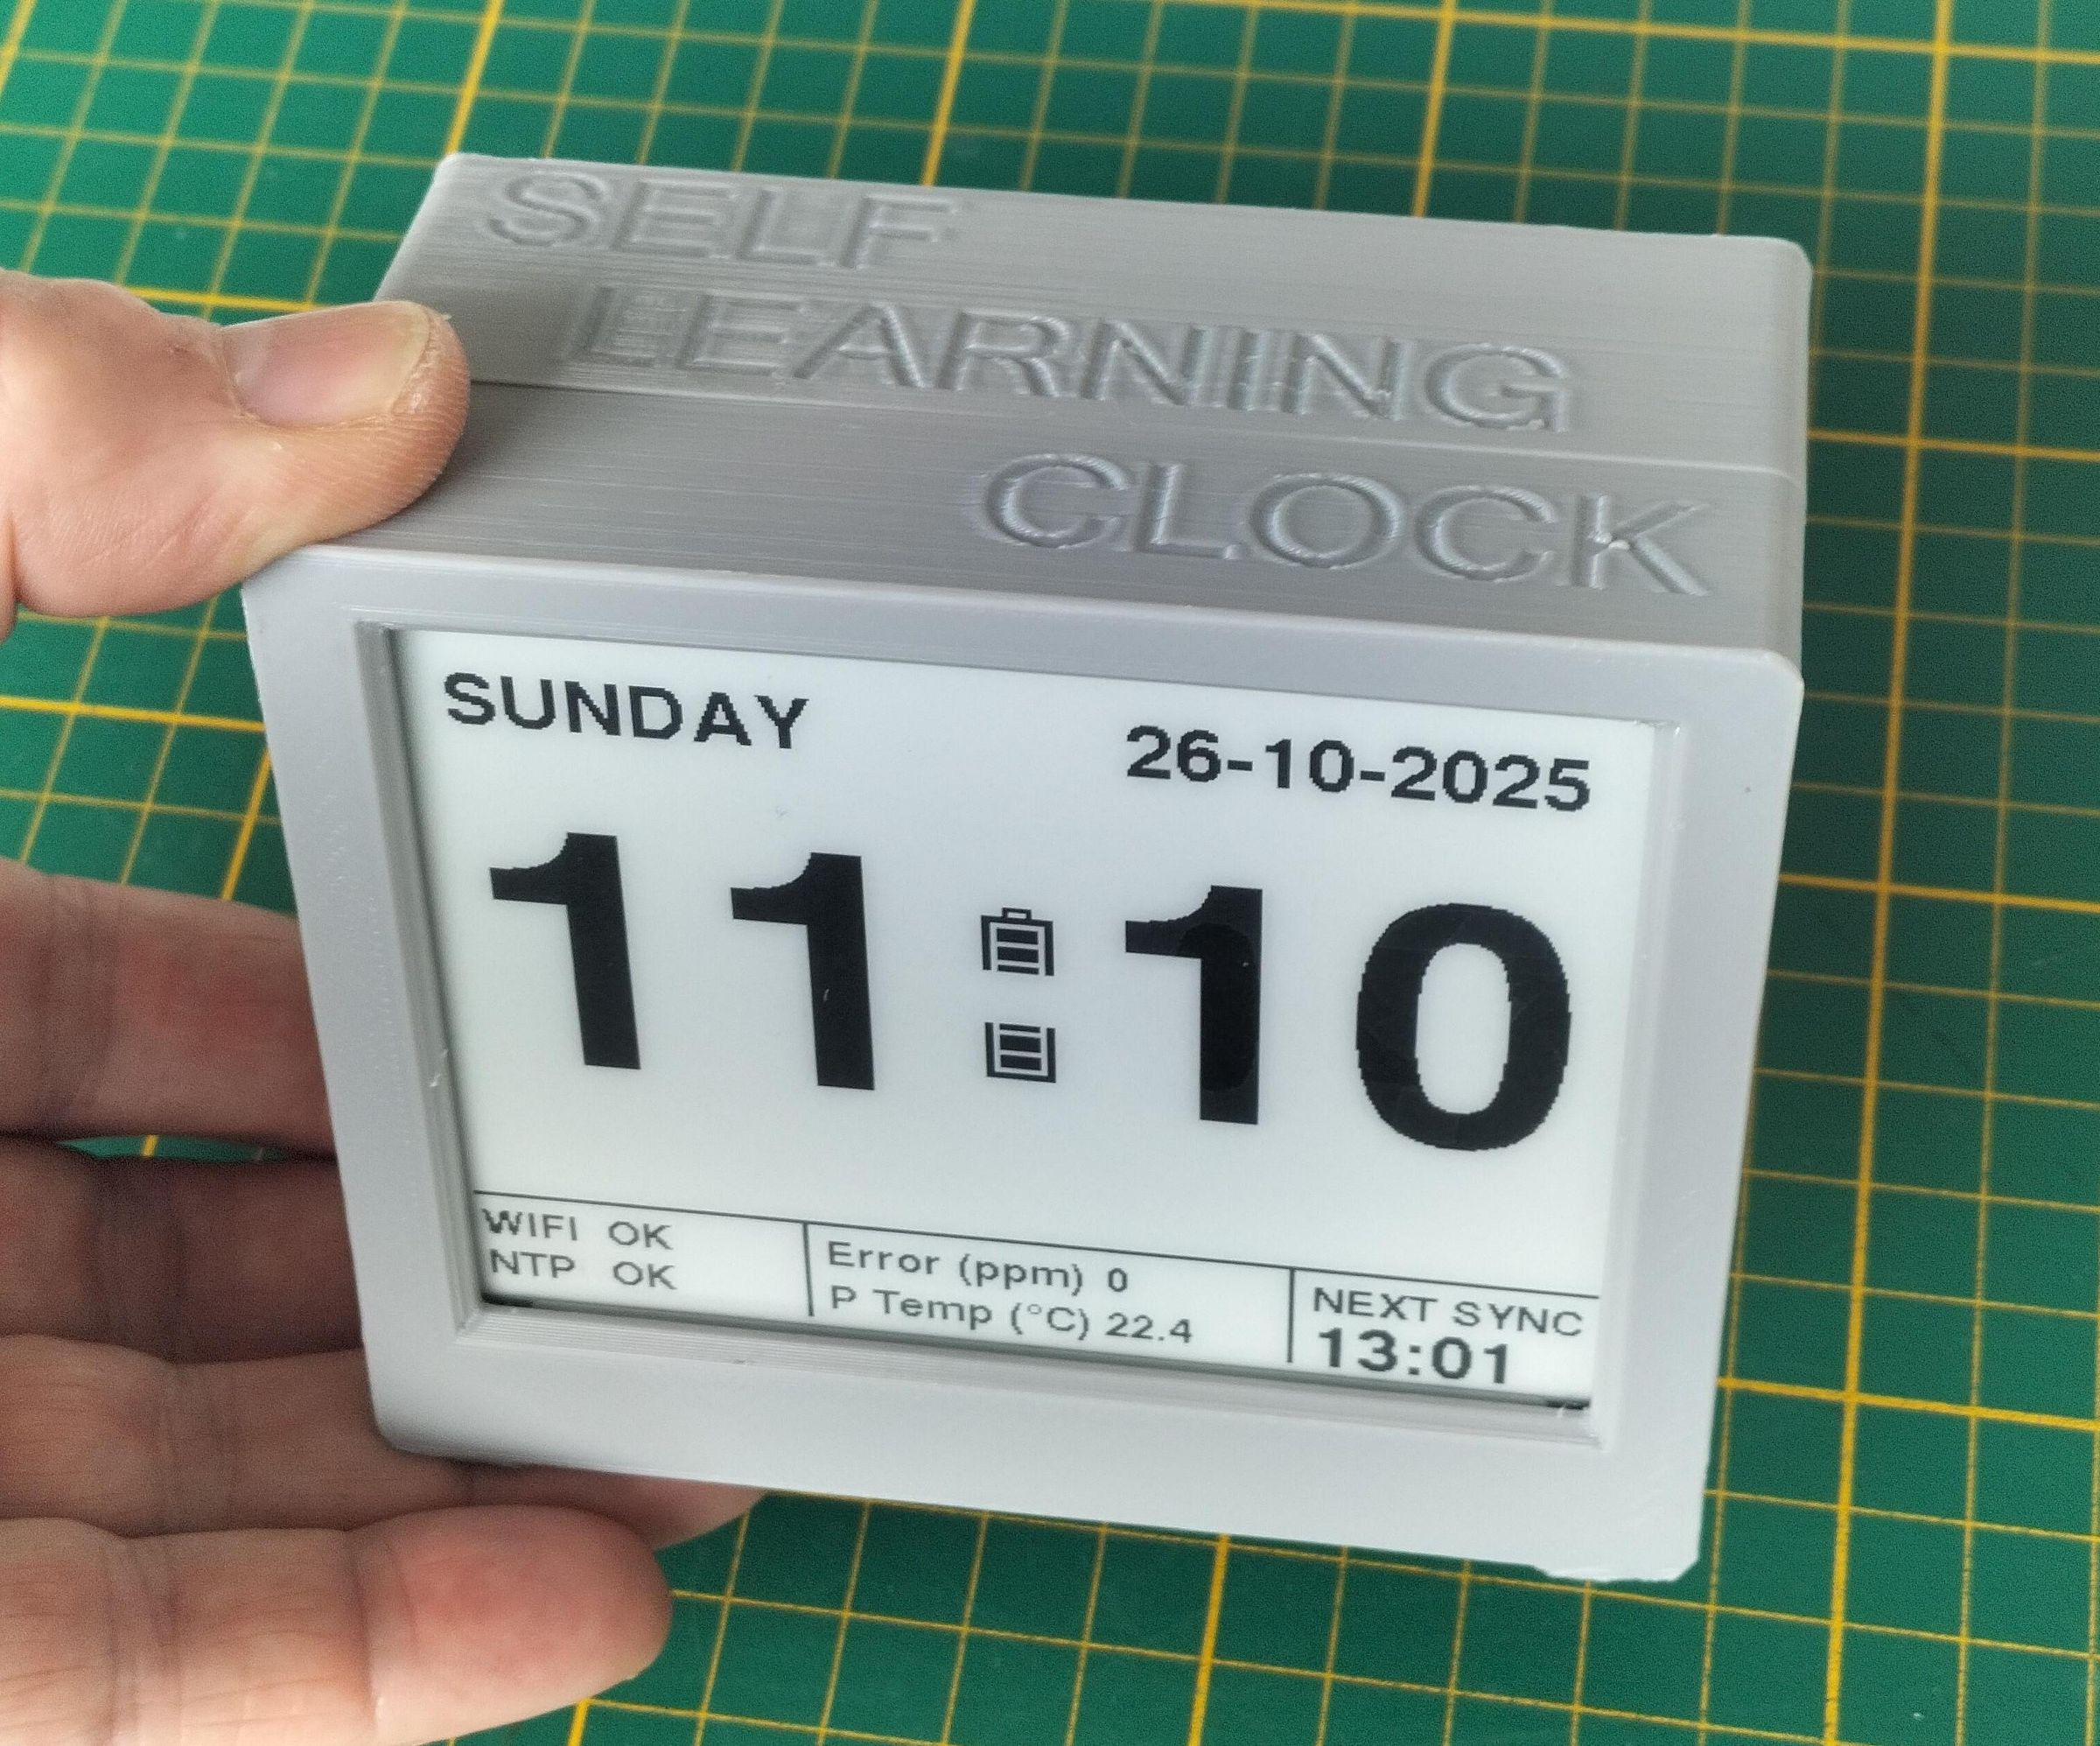 SELF
LEARNING
CLOCK
SUNDAY 26-10-2025
11:10
WIFI OK
NTP OK
Error (ppm) 0
P Temp (°C) 22.4
NEXT SYNC
13:01